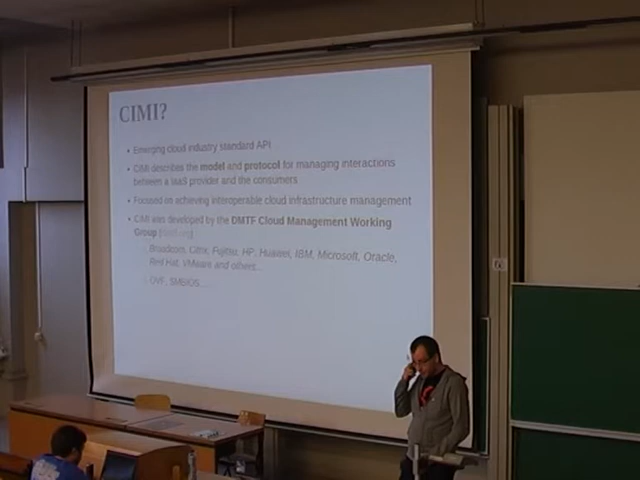 CIMI?
• Emerging cloud industry standard API
• CIMI describes the model and protocol for managing interactions
between a IaaS provider and the consumers
• Focused on achieving interoperable cloud infrastructure management
• CIMI was developed by the DMTF Cloud Management Working
Group
Broadcom, Citrix, Fujitsu, HP, Huawei, IBM, Microsoft, Oracle,
Red Hat, VMware and others...
OVF, SMBIOS...